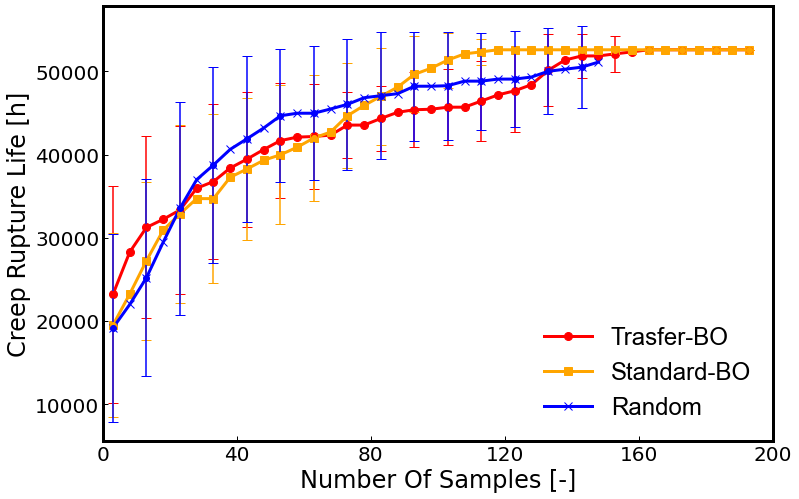 Creep Rupture Life [h]
50000
40000
30000
20000
10000
Trasfer-BO
Standard-BO
Random
0 40 80 120 160 200
Number Of Samples [-]